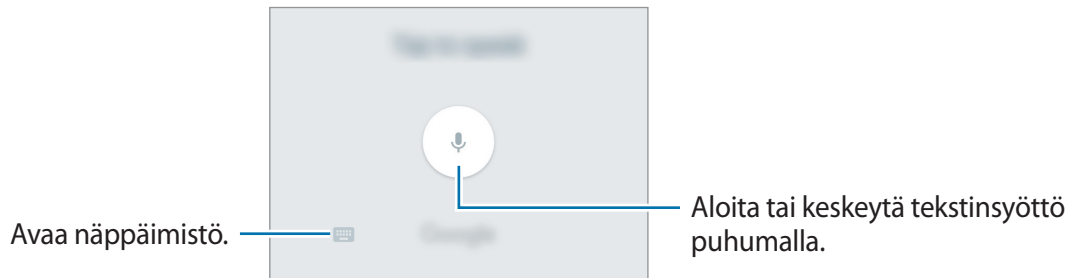 Avaa näppäimistö.
Aloita tai keskeytä tekstinsyöttö
puhumalla.